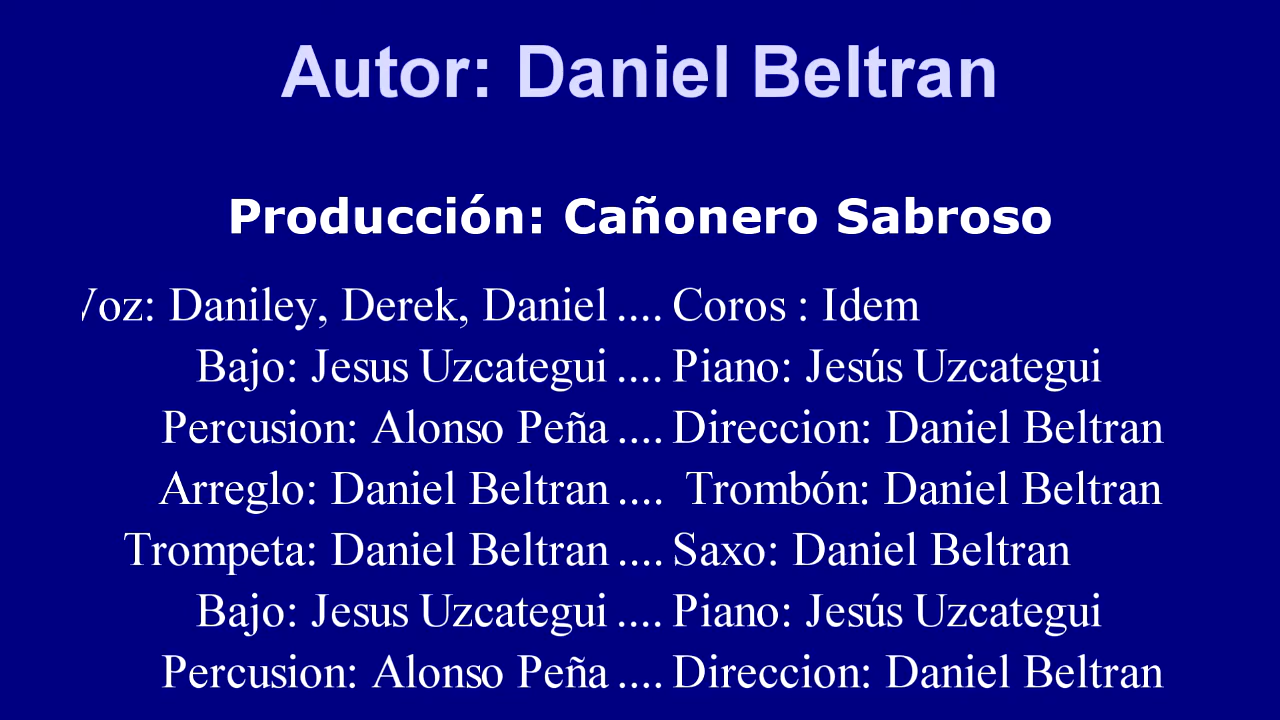 Autor: Daniel Beltran
Producción: Cañonero Sabroso
Voz: Daniley, Derek, Daniel .... Coros : Idem
Bajo: Jesus Uzcategui .... Piano: Jesús Uzcategui
Percusion: Alonso Peña .... Direccion: Daniel Beltran
Arreglo: Daniel Beltran .... Trombón: Daniel Beltran
Trompeta: Daniel Beltran .... Saxo: Daniel Beltran
Bajo: Jesus Uzcategui .... Piano: Jesús Uzcategui
Percusion: Alonso Peña .... Direccion: Daniel Beltran